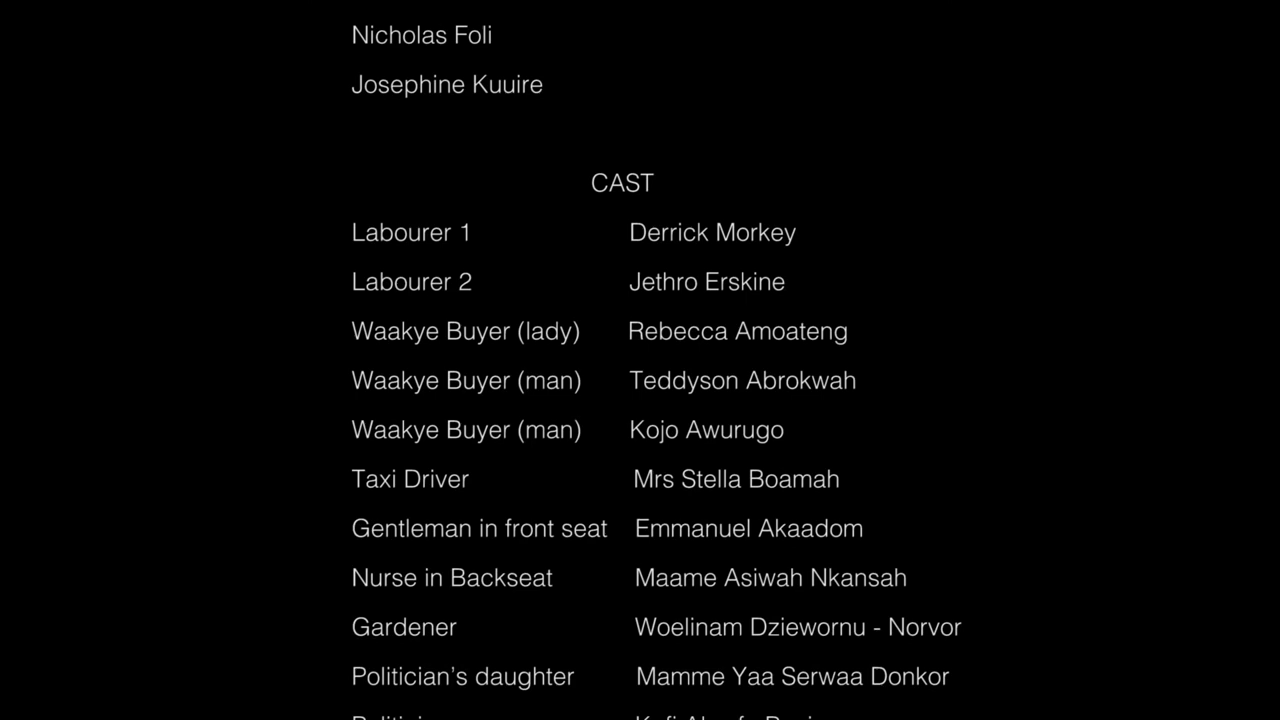 Nicholas Foli
Josephine Kuuire
CAST
Labourer 1 Derrick Morkey
Labourer 2 Jethro Erskine
Waakye Buyer (lady) Rebecca Amoateng
Waakye Buyer (man) Teddyson Abrokwah
Waakye Buyer (man) Kojo Awurugo
Taxi Driver Mrs Stella Boamah
Gentleman in front seat Emmanuel Akaadom
Nurse in Backseat Maame Asiwah Nkansah
Gardener Woelinam Dziewornu - Norvor
Politician’s daughter Mamme Yaa Serwaa Donkor